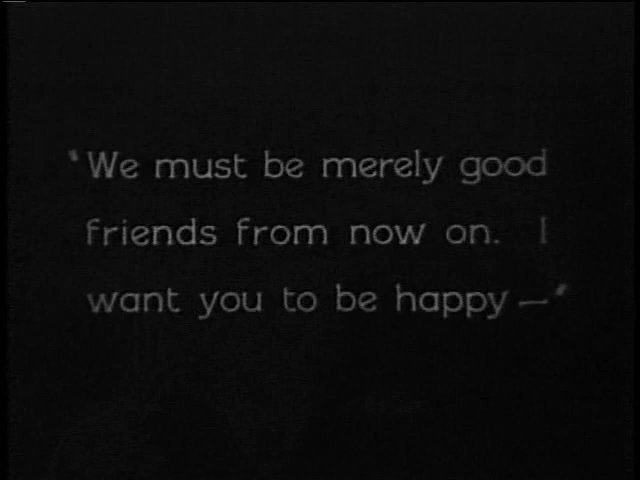 "We must be merely good
friends from now on. I
want you to be happy —"